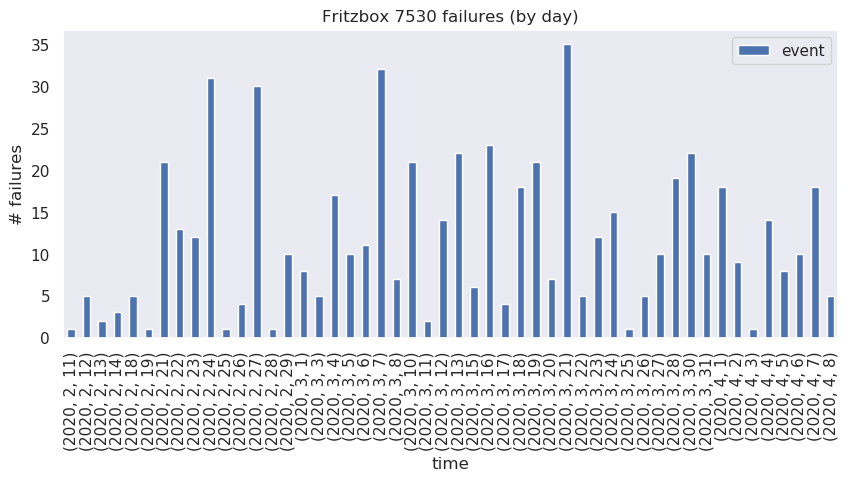 Fritzbox 7530 failures (by day)
event
# failures
35
30
25
20
15
10
5
0
(2020, 2, 11)
(2020, 2, 12)
(2020, 2, 13)
(2020, 2, 14)
(2020, 2, 18)
(2020, 2, 19)
(2020, 2, 21)
(2020, 2, 22)
(2020, 2, 23)
(2020, 2, 24)
(2020, 2, 25)
(2020, 2, 26)
(2020, 2, 27)
(2020, 2, 28)
(2020, 2, 29)
(2020, 3, 1)
(2020, 3, 3)
(2020, 3, 4)
(2020, 3, 5)
(2020, 3, 6)
(2020, 3, 7)
(2020, 3, 8)
(2020, 3, 10)
(2020, 3, 11)
(2020, 3, 12)
(2020, 3, 13)
(2020, 3, 15)
(2020, 3, 16)
(2020, 3, 17)
(2020, 3, 18)
(2020, 3, 19)
(2020, 3, 20)
(2020, 3, 21)
(2020, 3, 22)
(2020, 3, 23)
(2020, 3, 24)
(2020, 3, 25)
(2020, 3, 26)
(2020, 3, 27)
(2020, 3, 28)
(2020, 3, 30)
(2020, 3, 31)
(2020, 4, 1)
(2020, 4, 2)
(2020, 4, 3)
(2020, 4, 4)
(2020, 4, 5)
(2020, 4, 6)
(2020, 4, 7)
(2020, 4, 8)
time